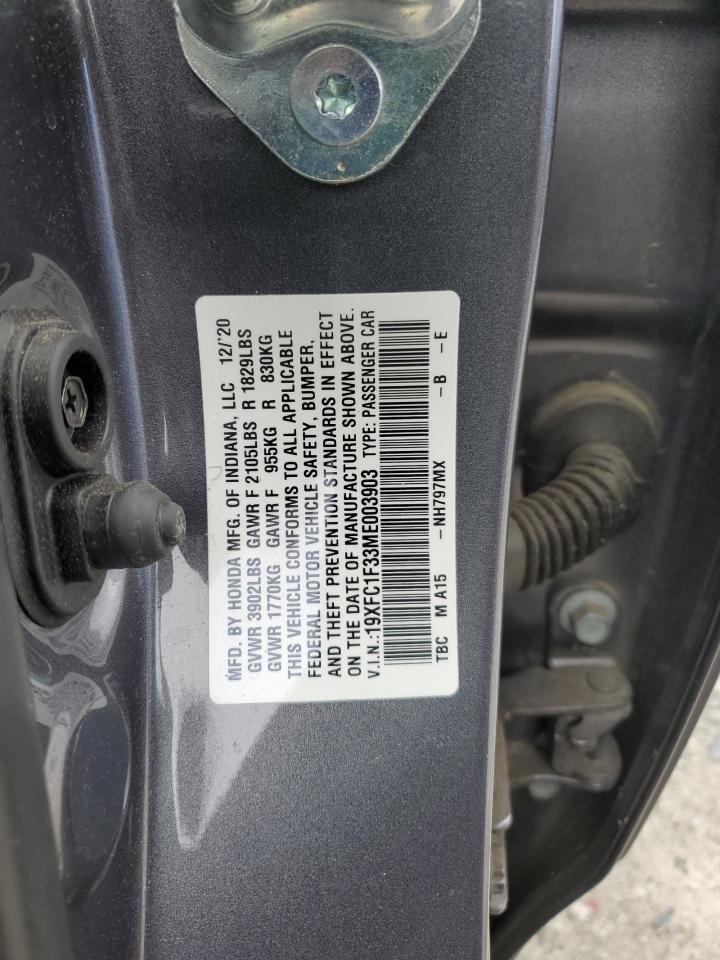 MFD. BY HONDA MFG. OF INDIANA, LLC 12/'20
GVWR 3902LBS GAWR F 2105LBS R 1829LBS
GVWR 1770KG GAWR F 955KG R 830KG
THIS VEHICLE CONFORMS TO ALL APPLICABLE
FEDERAL MOTOR VEHICLE SAFETY, BUMPER,
AND THEFT PREVENTION STANDARDS IN EFFECT
ON THE DATE OF MANUFACTURE SHOWN ABOVE.
V.I.N.:19XFC1F33ME003903 TYPE: PASSENGER CAR
TBC M A15 -NH797MX -B -E